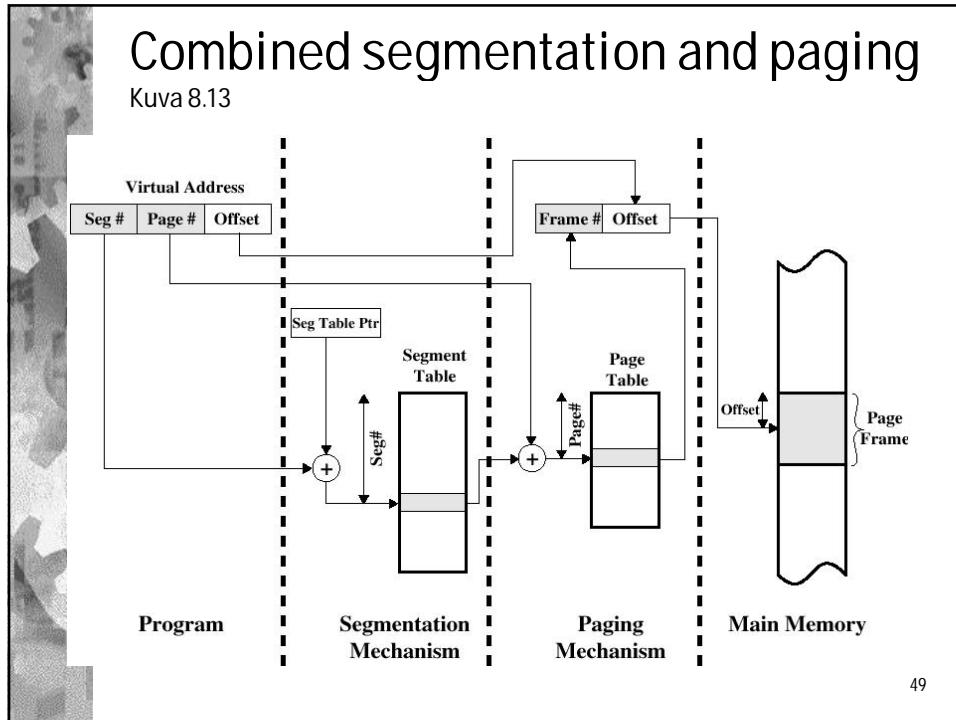 Combined segmentation and paging
Kuva 8.13
Virtual Address
Seg # Page # Offset
Frame # Offset
Seg Table Ptr
Segment
Table
Page
Table
Seg#
Page#
+
+
Offset
Page
Frame
Program
Segmentation
Mechanism
Paging
Mechanism
Main Memory
49